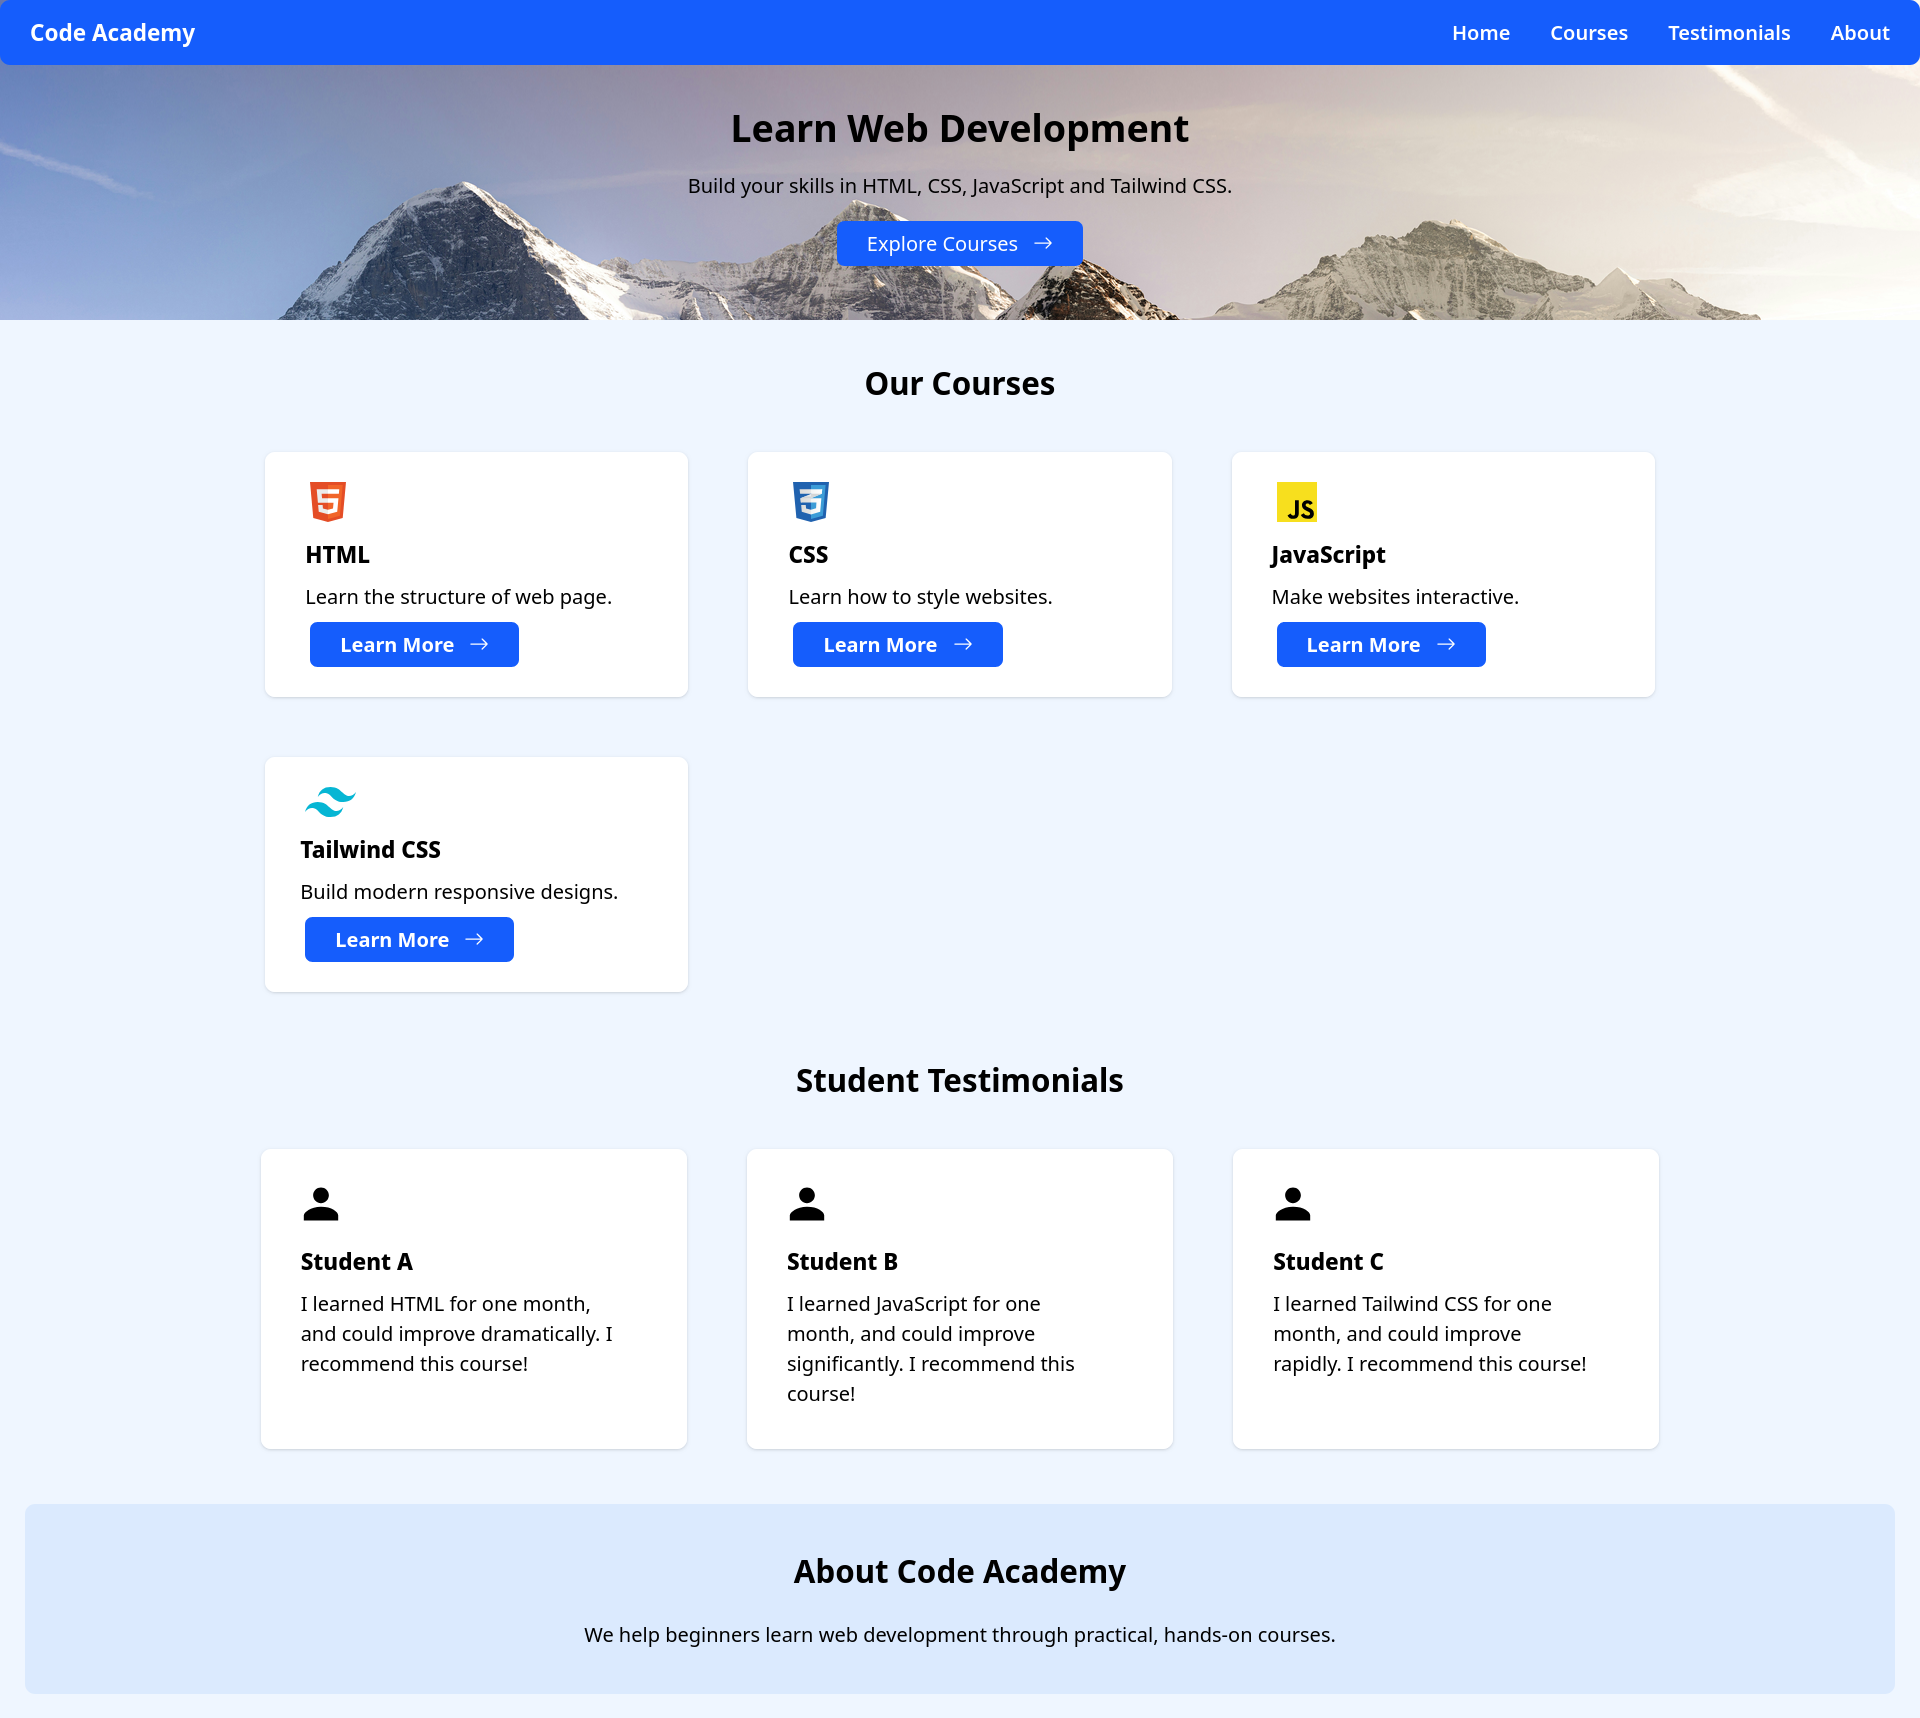 Code Academy
Home Courses Testimonials About
Learn Web Development
Build your skills in HTML, CSS, JavaScript and Tailwind CSS.
Explore Courses
Our Courses
HTML
Learn the structure of web page.
Learn More
CSS
Learn how to style websites.
Learn More
JS
JavaScript
Make websites interactive.
Learn More
Tailwind CSS
Build modern responsive designs.
Learn More
Student Testimonials
Student A
I learned HTML for one month,
and could improve dramatically. I
recommend this course!
Student B
I learned JavaScript for one
month, and could improve
significantly. I recommend this
course!
Student C
I learned Tailwind CSS for one
month, and could improve
rapidly. I recommend this course!
About Code Academy
We help beginners learn web development through practical, hands-on courses.